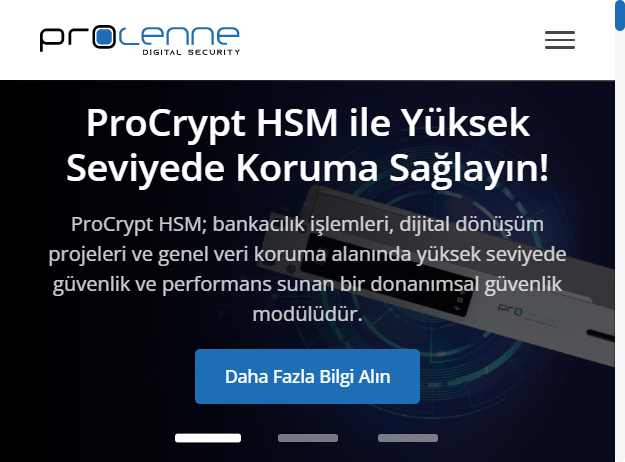 procenne
DIGITAL SECURITY
ProCrypt HSM ile Yüksek
Seviyede Koruma Sağlayın!
ProCrypt HSM; bankacılık işlemleri, dijital dönüşüm
projeleri ve genel veri koruma alanında yüksek seviyede
güvenlik ve performans sunan bir donanımsal güvenlik
modülüdür.
procenne
Daha Fazla Bilgi Alın